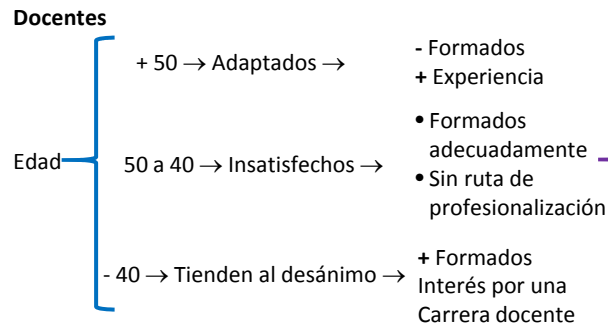 Docentes
Edad
+ 50 → Adaptados →
- Formados
+ Experiencia
50 a 40 → Insatisfechos →
• Formados
adecuadamente
• Sin ruta de
profesionalización
- 40 → Tienden al desánimo →
+ Formados
Interés por una
Carrera docente